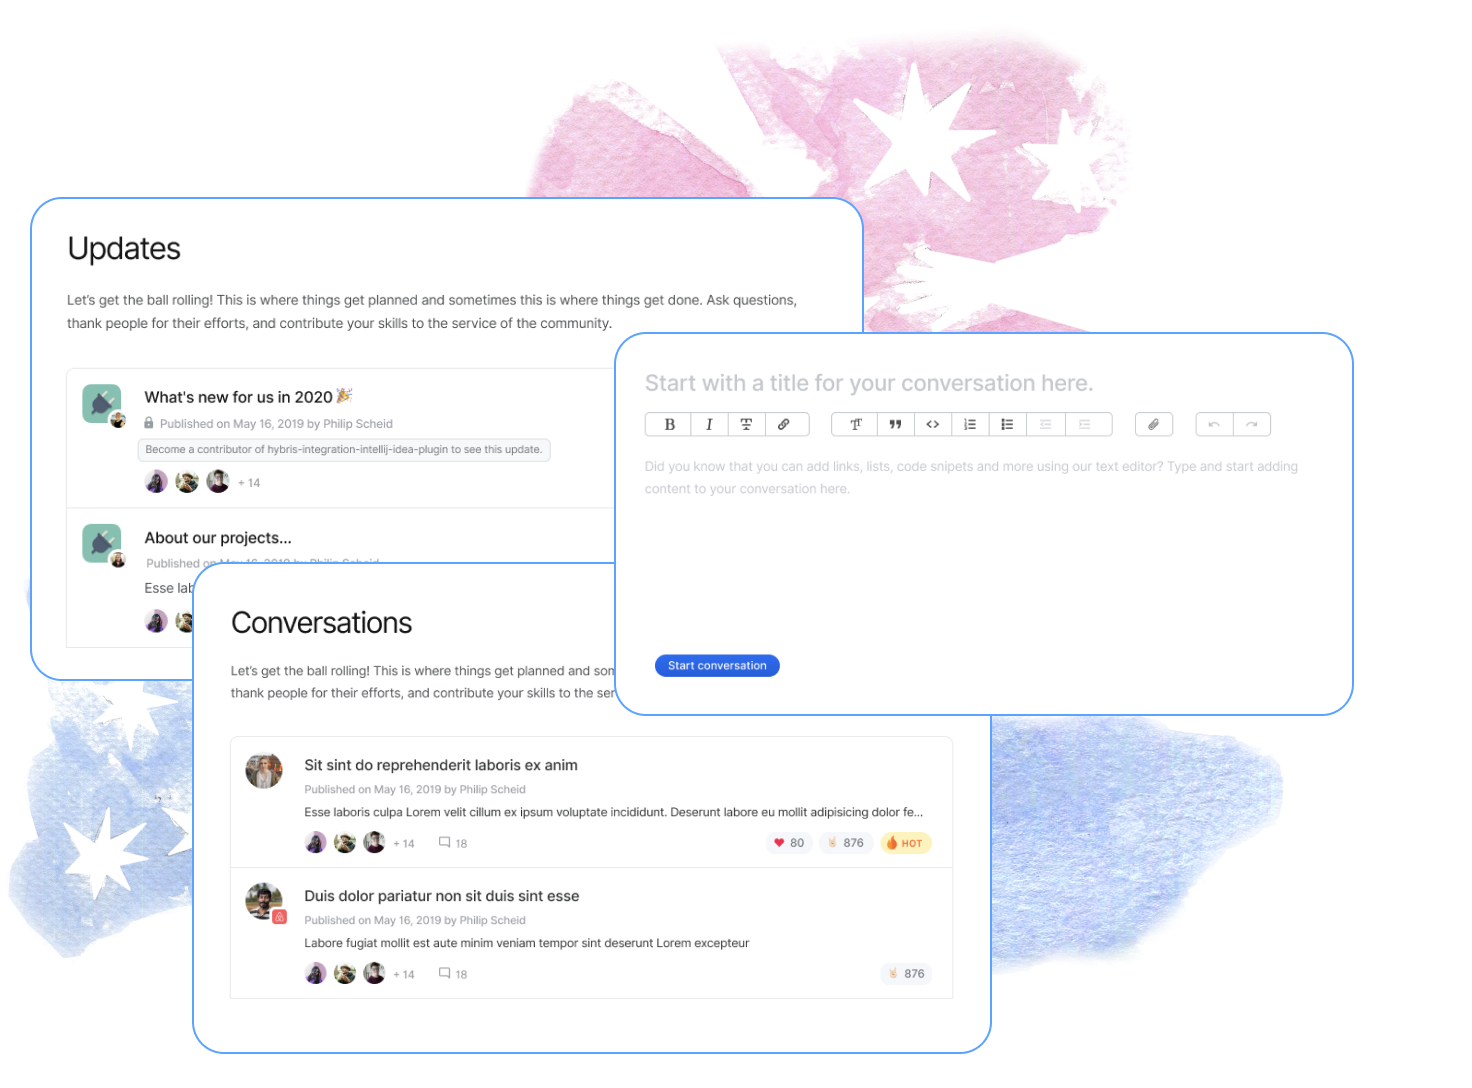 Updates
Let's get the ball rolling! This is where things get planned and sometimes this is where things get done. Ask questions,
thank people for their efforts, and contribute your skills to the service of the community.
What's new for us in 2020 🎉
Published on May 16, 2019 by Philip Scheid
Become a contributor of hybris-integration-intellij-idea-plugin to see this update.
+ 14
About our projects...
Published on May 16, 2019 by Philip Scheid
Esse lab
Start with a title for your conversation here.
B I T
Did you know that you can add links, lists, code snipets and more using our text editor? Type and start adding
content to your conversation here.
Start conversation
Conversations
Let's get the ball rolling! This is where things get planned and som
thank people for their efforts, and contribute your skills to the ser
Sit sint do reprehenderit laboris ex anim
Published on May 16, 2019 by Philip Scheid
Esse laboris culpa Lorem velit cillum ex ipsum voluptate incididunt. Deserunt labore eu mollit adipisicing dolor fe...
+ 14 18 80 876 HOT
Duis dolor pariatur non sit duis sint esse
Published on May 16, 2019 by Philip Scheid
Labore fugiat mollit est aute minim veniam tempor sint deserunt Lorem excepteur
+ 14 18 876